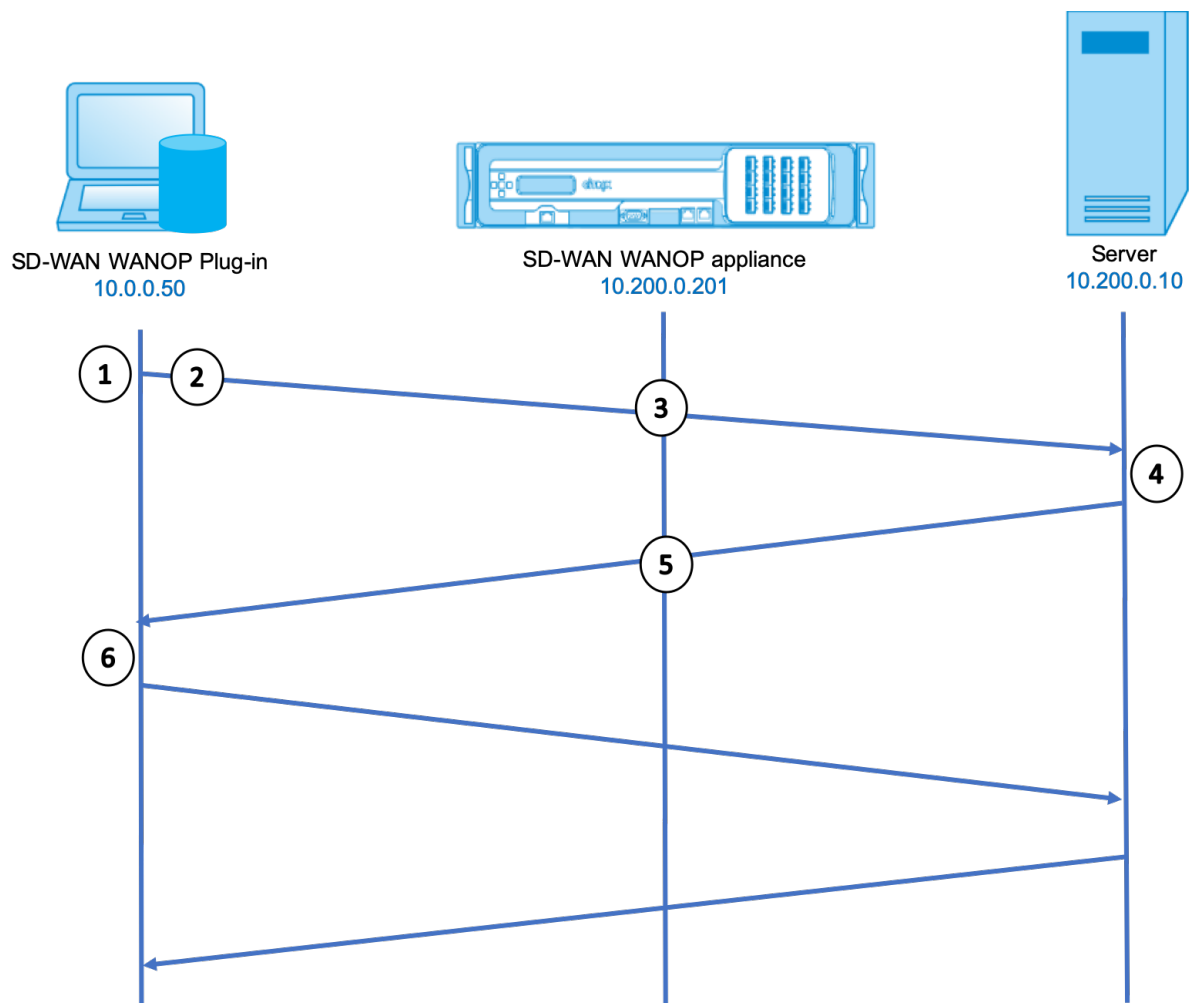 SD-WAN WANOP Plug-in
10.0.0.50
citrix
SD-WAN WANOP appliance
10.200.0.201
Server
10.200.0.10
1
2
3
4
5
6